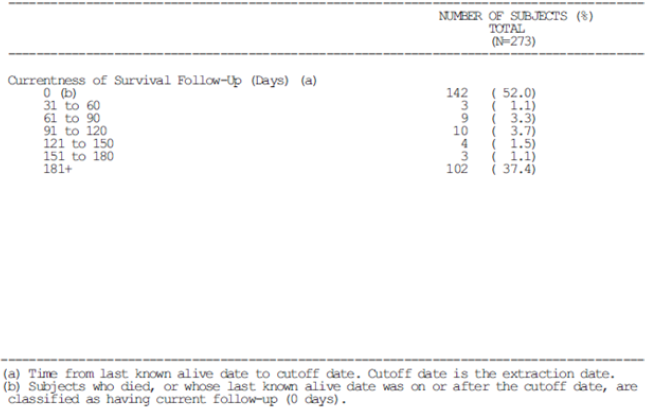 NUMBER OF SUBJECTS (%)
TOTAL
(N=273)
Currentness of Survival Follow-Up (Days) (a)
0 (b) 142 ( 52.0)
31 to 60 3 ( 1.1)
61 to 90 9 ( 3.3)
91 to 120 10 ( 3.7)
121 to 150 4 ( 1.5)
151 to 180 3 ( 1.1)
181+ 102 ( 37.4)
(a) Time from last known alive date to cutoff date. Cutoff date is the extraction date.
(b) Subjects who died, or whose last known alive date was on or after the cutoff date, are
classified as having current follow-up (0 days).